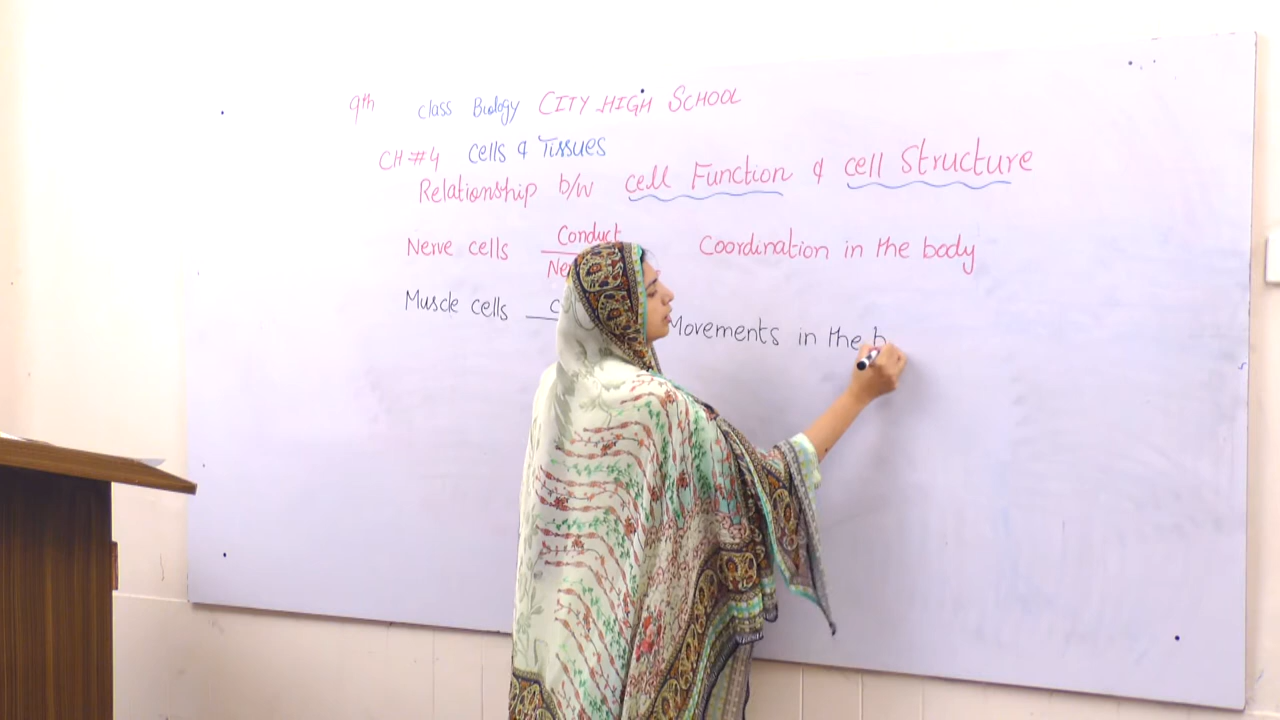 9th class Biology CITY HIGH SCHOOL
CH#4 Cells & Tissues
Relationship b/w cell Function & cell Structure
Nerve cells Conduct Coordination in the body
Muscle cells Movements in the b